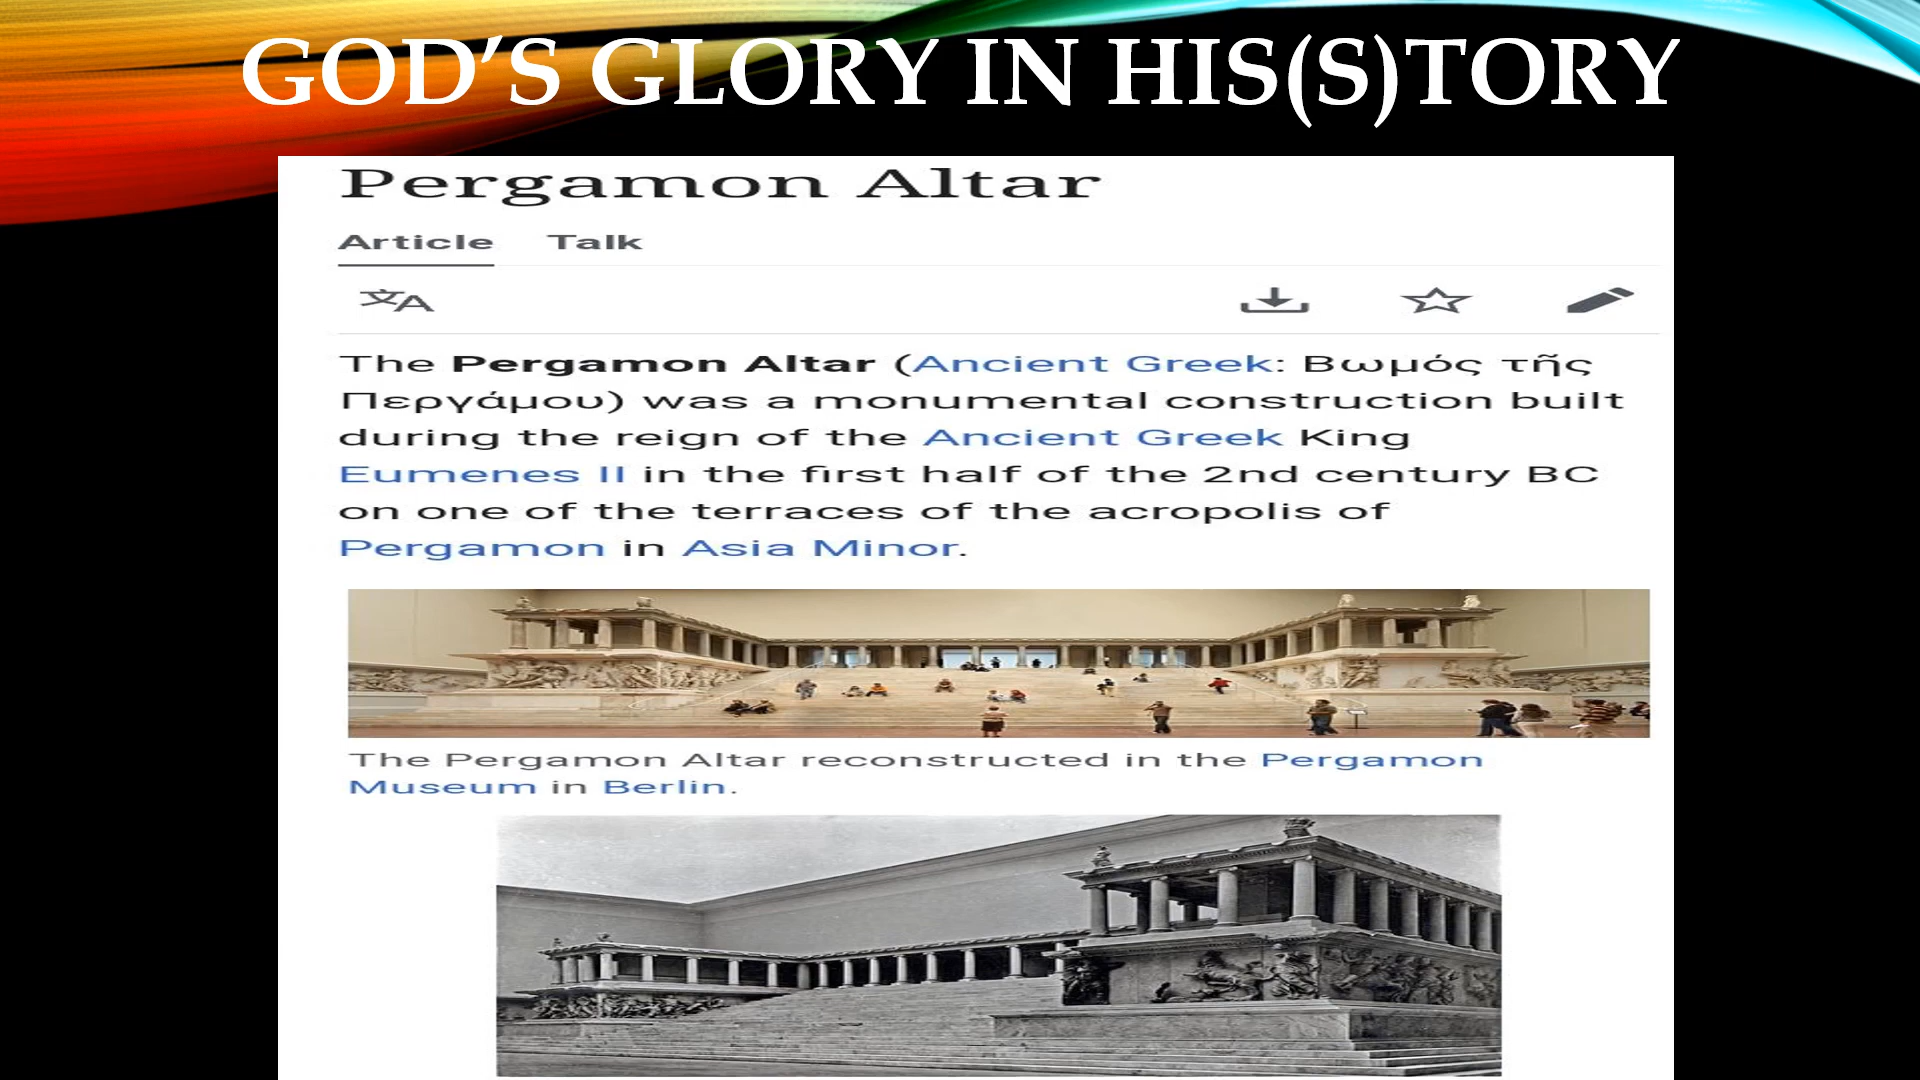 GOD’S GLORY IN HIS(S)TORY
Pergamon Altar
Article Talk
文A
The Pergamon Altar (Ancient Greek: Βωμός τῆς
Περγάμου) was a monumental construction built
during the reign of the Ancient Greek King
Eumenes II in the first half of the 2nd century BC
on one of the terraces of the acropolis of
Pergamon in Asia Minor.
The Pergamon Altar reconstructed in the Pergamon
Museum in Berlin.